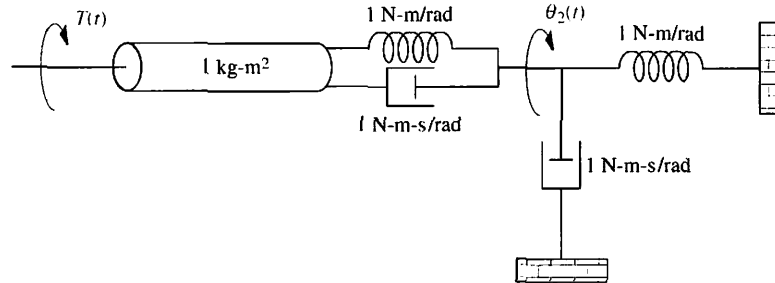 T(t)
1 N-m/rad
θ₂(t)
1 N-m/rad
1 kg-m²
1 N-m-s/rad
1 N-m-s/rad